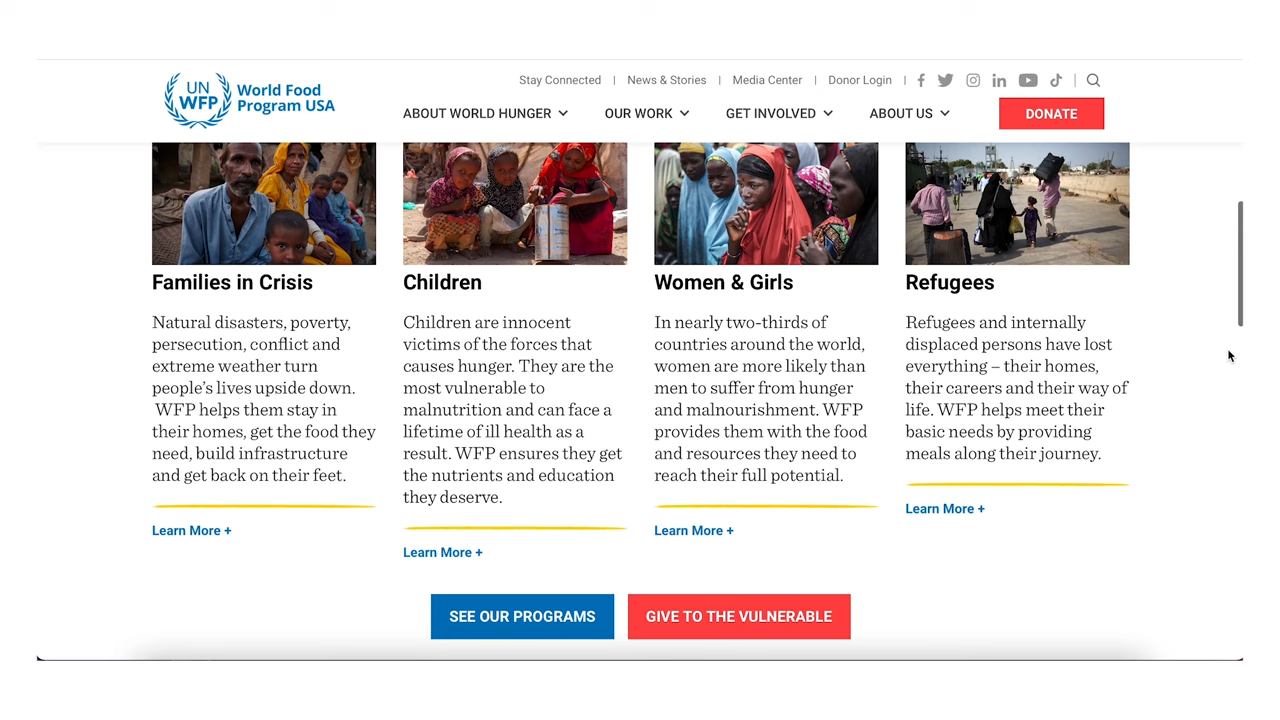 Stay Connected | News & Stories | Media Center | Donor Login |
UN
WFP
World Food
Program USA
ABOUT WORLD HUNGER OUR WORK GET INVOLVED ABOUT US DONATE
Families in Crisis
Natural disasters, poverty,
persecution, conflict and
extreme weather turn
people's lives upside down.
WFP helps them stay in
their homes, get the food they
need, build infrastructure
and get back on their feet.
Learn More +
Children
Children are innocent
victims of the forces that
causes hunger. They are the
most vulnerable to
malnutrition and can face a
lifetime of ill health as a
result. WFP ensures they get
the nutrients and education
they deserve.
Learn More +
Women & Girls
In nearly two-thirds of
countries around the world,
women are more likely than
men to suffer from hunger
and malnourishment. WFP
provides them with the food
and resources they need to
reach their full potential.
Learn More +
Refugees
Refugees and internally
displaced persons have lost
everything – their homes,
their careers and their way of
life. WFP helps meet their
basic needs by providing
meals along their journey.
Learn More +
SEE OUR PROGRAMS
GIVE TO THE VULNERABLE